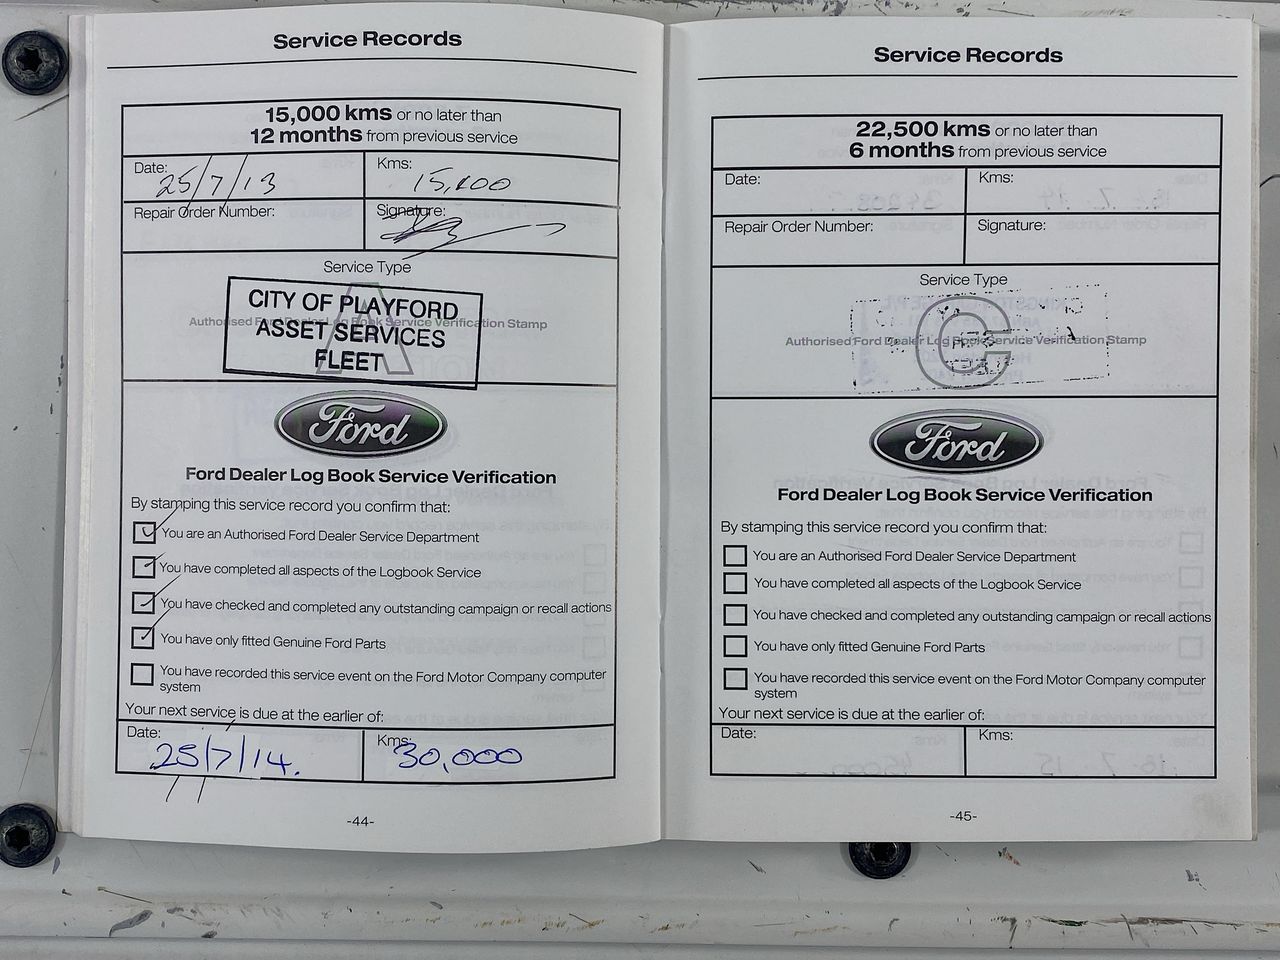 Service Records
15,000 kms or no later than
12 months from previous service
Date:
25/7/13
Kms:
15,100
Repair Order Number:
Signature:
Service Type
A
Authorised Ford Dealer Log Book Service Verification Stamp
CITY OF PLAYFORD
ASSET SERVICES
FLEET
Ford
Ford Dealer Log Book Service Verification
By stamping this service record you confirm that:
You are an Authorised Ford Dealer Service Department
You have completed all aspects of the Logbook Service
You have checked and completed any outstanding campaign or recall actions
You have only fitted Genuine Ford Parts
You have recorded this service event on the Ford Motor Company computer
system
Your next service is due at the earlier of:
Date:
25/7/14.
Kms:
30,000
-44-
Service Records
22,500 kms or no later than
6 months from previous service
Date:
Kms:
Repair Order Number:
Signature:
Service Type
C
Authorised Ford Dealer Log Book Service Verification Stamp
Ford
Ford Dealer Log Book Service Verification
By stamping this service record you confirm that:
You are an Authorised Ford Dealer Service Department
You have completed all aspects of the Logbook Service
You have checked and completed any outstanding campaign or recall actions
You have only fitted Genuine Ford Parts
You have recorded this service event on the Ford Motor Company computer
system
Your next service is due at the earlier of:
Date:
Kms:
-45-